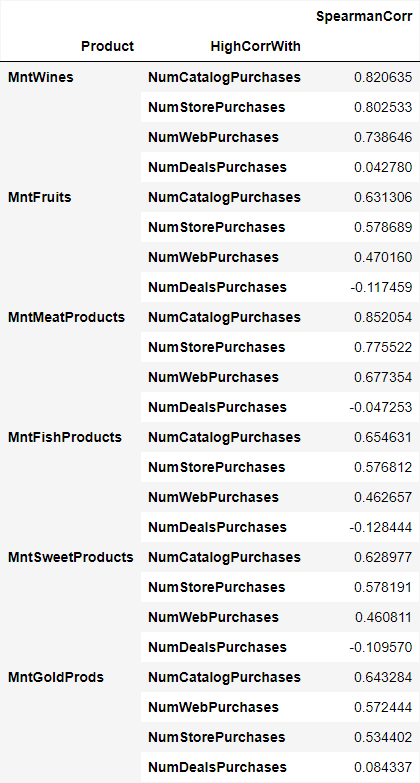 SpearmanCorr
Product HighCorrWith
MntWines NumCatalogPurchases 0.820635
NumStorePurchases 0.802533
NumWebPurchases 0.738646
NumDealsPurchases 0.042780
MntFruits NumCatalogPurchases 0.631306
NumStorePurchases 0.578689
NumWebPurchases 0.470160
NumDealsPurchases -0.117459
MntMeatProducts NumCatalogPurchases 0.852054
NumStorePurchases 0.775522
NumWebPurchases 0.677354
NumDealsPurchases -0.047253
MntFishProducts NumCatalogPurchases 0.654631
NumStorePurchases 0.576812
NumWebPurchases 0.462657
NumDealsPurchases -0.128444
MntSweetProducts NumCatalogPurchases 0.628977
NumStorePurchases 0.578191
NumWebPurchases 0.460811
NumDealsPurchases -0.109570
MntGoldProds NumCatalogPurchases 0.643284
NumWebPurchases 0.572444
NumStorePurchases 0.534402
NumDealsPurchases 0.084337